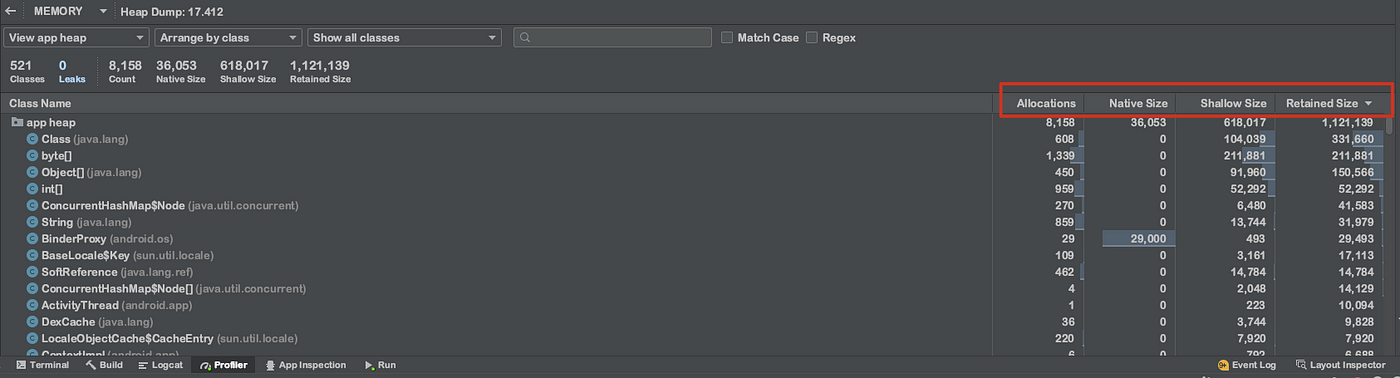 MEMORY Heap Dump: 17.412
View app heap Arrange by class Show all classes Match Case Regex
521 0 8,158 36,053 618,017 1,121,139
Classes Leaks Count Native Size Shallow Size Retained Size
Class Name Allocations Native Size Shallow Size Retained Size
app heap 8,158 36,053 618,017 1,121,139
Class (java.lang) 608 0 104,039 331,660
byte[] 1,339 0 211,881 211,881
Object[] (java.lang) 450 0 91,960 150,566
int[] 959 0 52,292 52,292
ConcurrentHashMap$Node (java.util.concurrent) 270 0 6,480 41,583
String (java.lang) 859 0 13,744 31,979
BinderProxy (android.os) 29 29,000 493 29,493
BaseLocale$Key (sun.util.locale) 109 0 3,161 17,113
SoftReference (java.lang.ref) 462 0 14,784 14,784
ConcurrentHashMap$Node[] (java.util.concurrent) 4 0 2,048 14,129
ActivityThread (android.app) 1 0 223 10,094
DexCache (java.lang) 36 0 3,744 9,828
LocaleObjectCache$CacheEntry (sun.util.locale) 220 0 7,920 7,920
ContextImpl (android.app) 6 0 792 6,688
Terminal Build Logcat Profiler App Inspection Run Event Log Layout Inspector